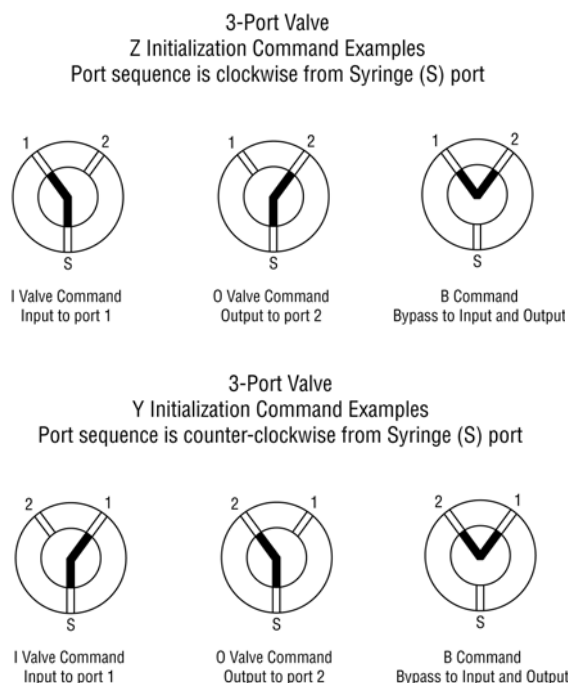 3-Port Valve
Z Initialization Command Examples
Port sequence is clockwise from Syringe (S) port
1 2
S
I Valve Command
Input to port 1
1 2
S
O Valve Command
Output to port 2
1 2
S
B Command
Bypass to Input and Output
3-Port Valve
Y Initialization Command Examples
Port sequence is counter-clockwise from Syringe (S) port
2 1
S
I Valve Command
Input to port 1
2 1
S
O Valve Command
Output to port 2
2 1
S
B Command
Bypass to Input and Output